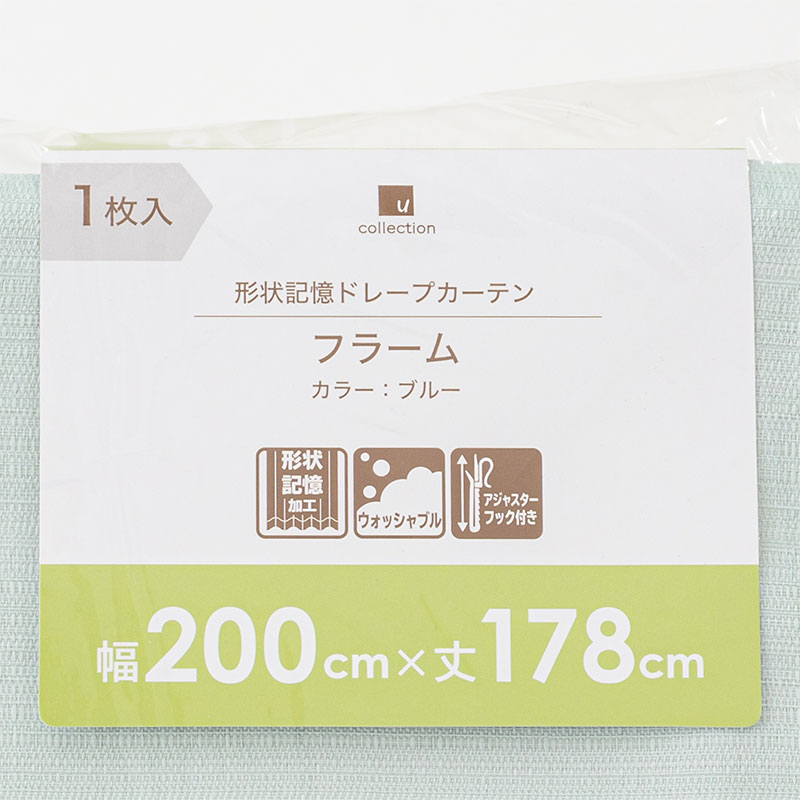 1枚入
u
collection
形状記憶ドレープカーテン
フラーム
カラー：ブルー
形状
記憶
加工
ウォッシャブル
アジャスター
フック付き
幅200cm×丈178cm